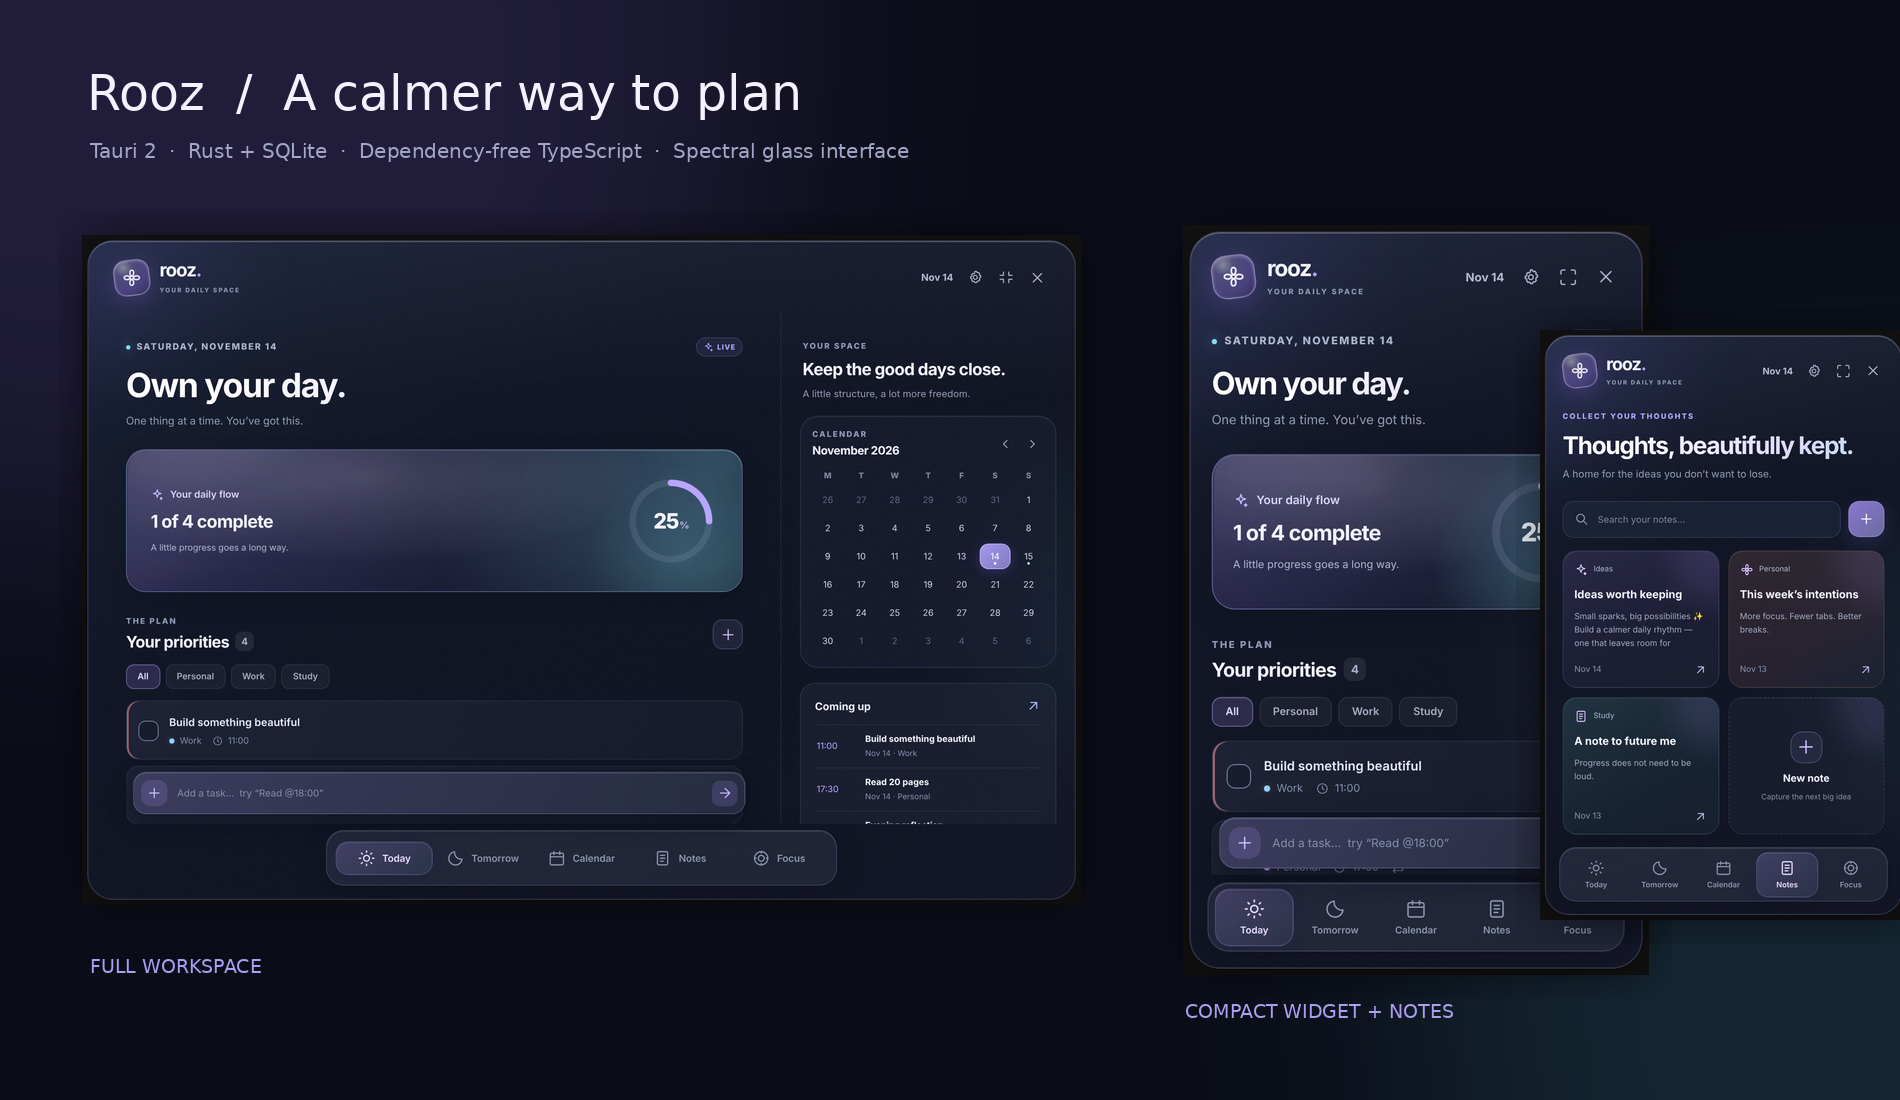 Rooz / A calmer way to plan
Tauri 2 · Rust + SQLite · Dependency-free TypeScript · Spectral glass interface
rooz.
YOUR DAILY SPACE
Nov 14
SATURDAY, NOVEMBER 14
LIVE
Own your day.
One thing at a time. You've got this.
Your daily flow
1 of 4 complete
A little progress goes a long way.
25%
THE PLAN
Your priorities 4
All Personal Work Study
Build something beautiful
Work 11:00
Add a task... try “Read @18:00”
YOUR SPACE
Keep the good days close.
A little structure, a lot more freedom.
CALENDAR
November 2026
M T W T F S S
26 27 28 29 30 31 1
2 3 4 5 6 7 8
9 10 11 12 13 14 15
16 17 18 19 20 21 22
23 24 25 26 27 28 29
30 1 2 3 4 5 6
Coming up
11:00 Build something beautiful
Nov 14 · Work
17:30 Read 20 pages
Nov 14 · Personal
Today Tomorrow Calendar Notes Focus
FULL WORKSPACE
rooz.
YOUR DAILY SPACE
Nov 14
SATURDAY, NOVEMBER 14
Own your day.
One thing at a time. You've got this.
Your daily flow
1 of 4 complete
A little progress goes a long way.
THE PLAN
Your priorities 4
All Personal Work Study
Build something beautiful
Work 11:00
Add a task... try “Read @18:00”
Today Tomorrow Calendar Notes Focus
rooz.
YOUR DAILY SPACE
Nov 14
COLLECT YOUR THOUGHTS
Thoughts, beautifully kept.
A home for the ideas you don't want to lose.
Search your notes...
Ideas
Ideas worth keeping
Small sparks, big possibilities ✨
Build a calmer daily rhythm —
one that leaves room for
Nov 14
Personal
This week's intentions
More focus. Fewer tabs. Better
breaks.
Nov 13
Study
A note to future me
Progress does not need to be
loud.
Nov 13
New note
Capture the next big idea
Today Tomorrow Calendar Notes Focus
COMPACT WIDGET + NOTES